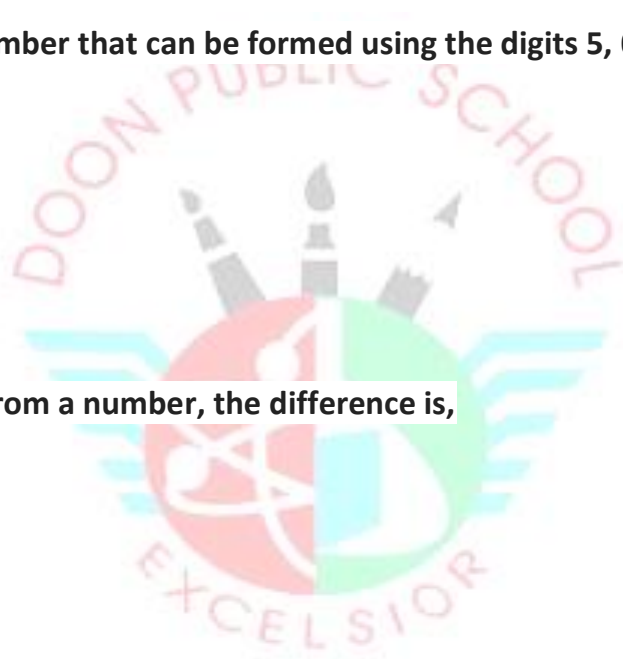 mber that can be formed using the digits 5,
DOON PUBLIC SCHOOL
rom a number, the difference is,
EXCELSIOR